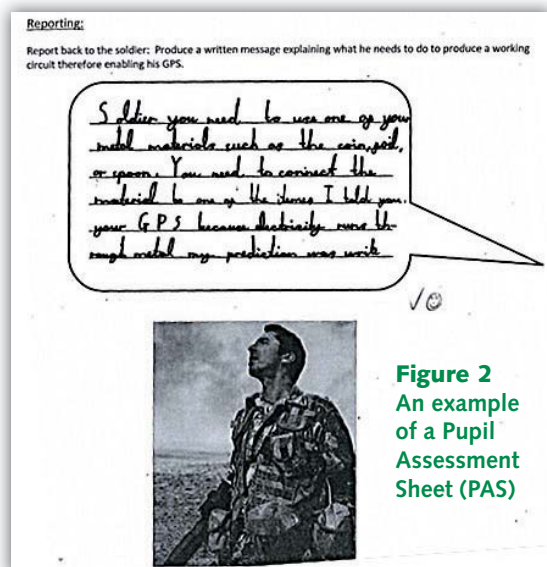 Reporting:
Report back to the soldier: Produce a written message explaining what he needs to do to produce a working
circuit therefore enabling his GPS.
Soldier you need to use one of your
metal materials such as the coin, foil,
or spoon. You need to connect the
material to one of the items I told you.
your GPS because electricity runs th-
rough metal my prediction was
Figure 2
An example
of a Pupil
Assessment
Sheet (PAS)